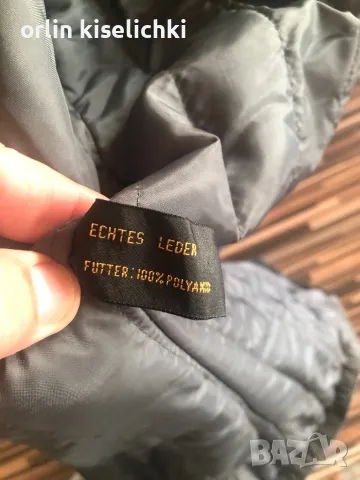 orlin kiselichki
ECHTES LEDER
FUTTER: 100% POLYAMID
BAZAR